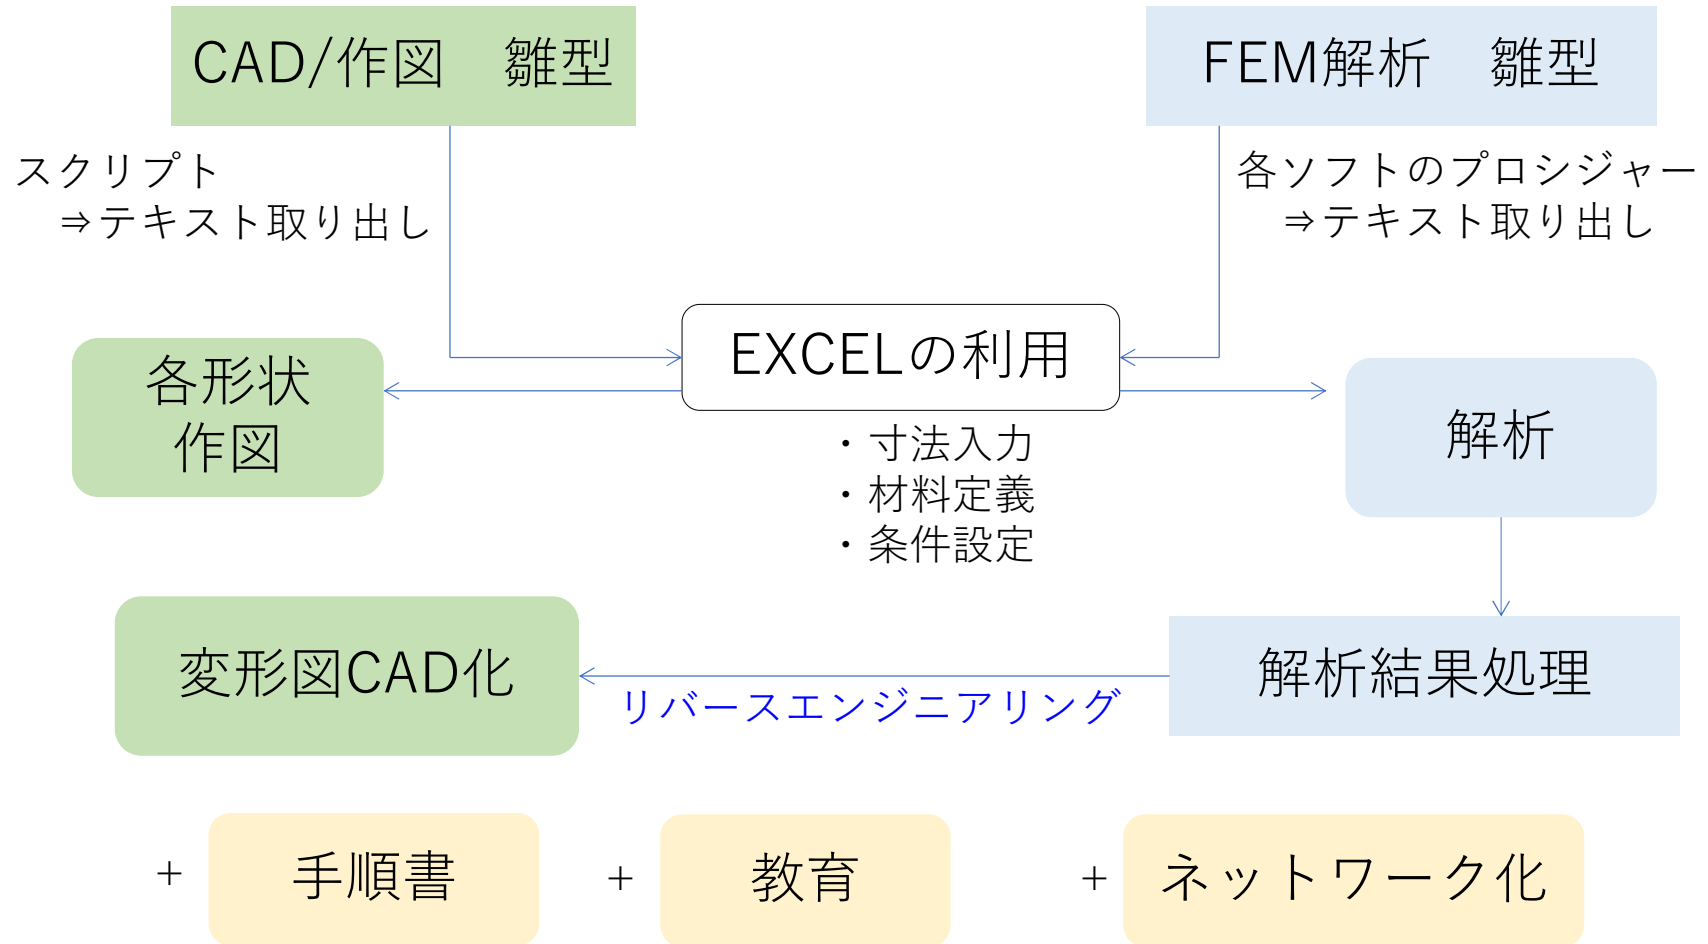 CAD/作図　雛型
FEM解析　雛型
スクリプト
⇒テキスト取り出し
各ソフトのプロシジャー
⇒テキスト取り出し
EXCELの利用
各形状
作図
解析
・寸法入力
・材料定義
・条件設定
変形図CAD化
リバースエンジニアリング
解析結果処理
+ 手順書 + 教育 + ネットワーク化